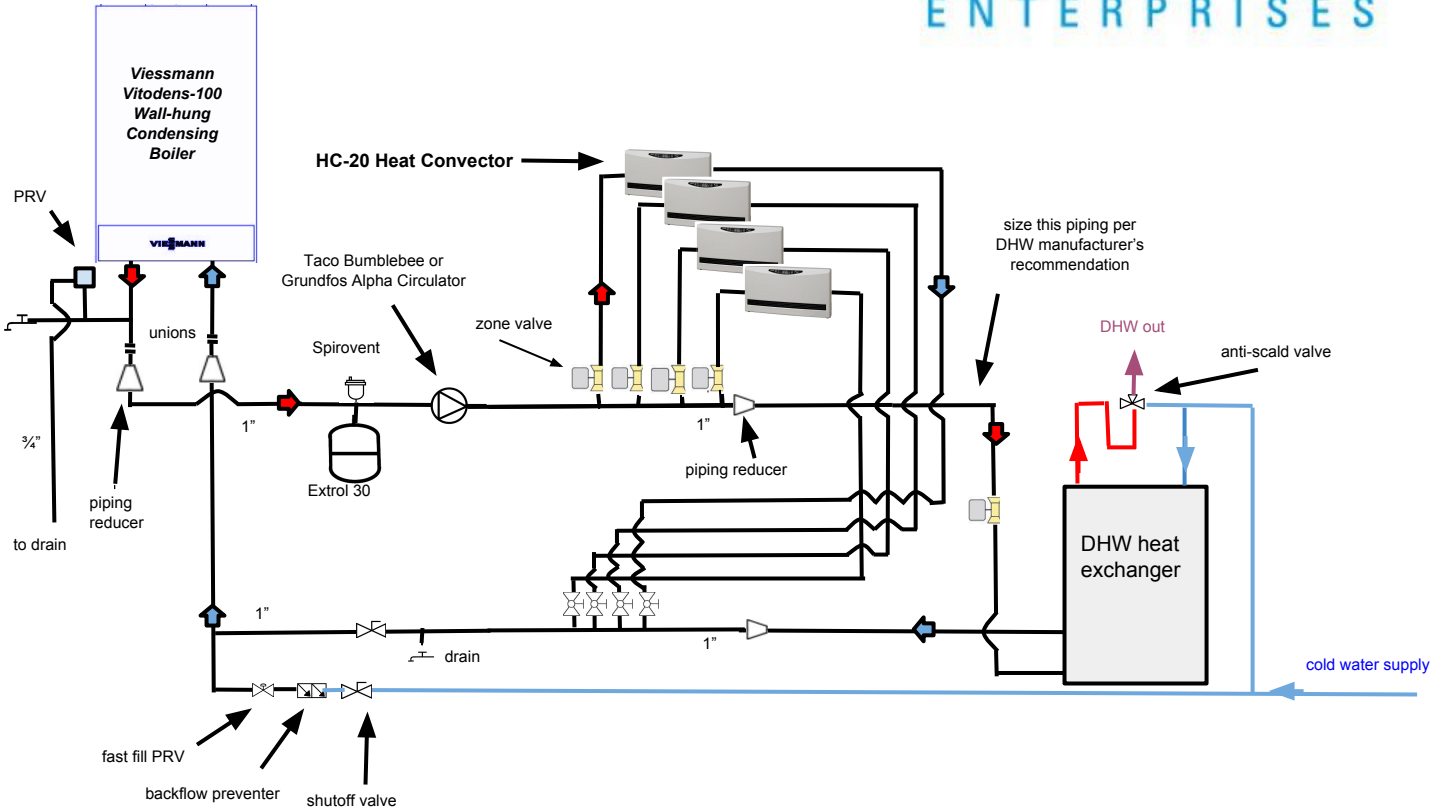 ENTERPRISES
Viessmann
Vitodens-100
Wall-hung
Condensing
Boiler
VIESSMANN
PRV
unions
¾”
piping
reducer
to drain
1”
Spirovent
Extrol 30
Taco Bumblebee or
Grundfos Alpha Circulator
HC-20 Heat Convector
zone valve
1”
piping reducer
size this piping per
DHW manufacturer’s
recommendation
DHW out
anti-scald valve
DHW heat
exchanger
1”
drain
1”
cold water supply
fast fill PRV
backflow preventer
shutoff valve